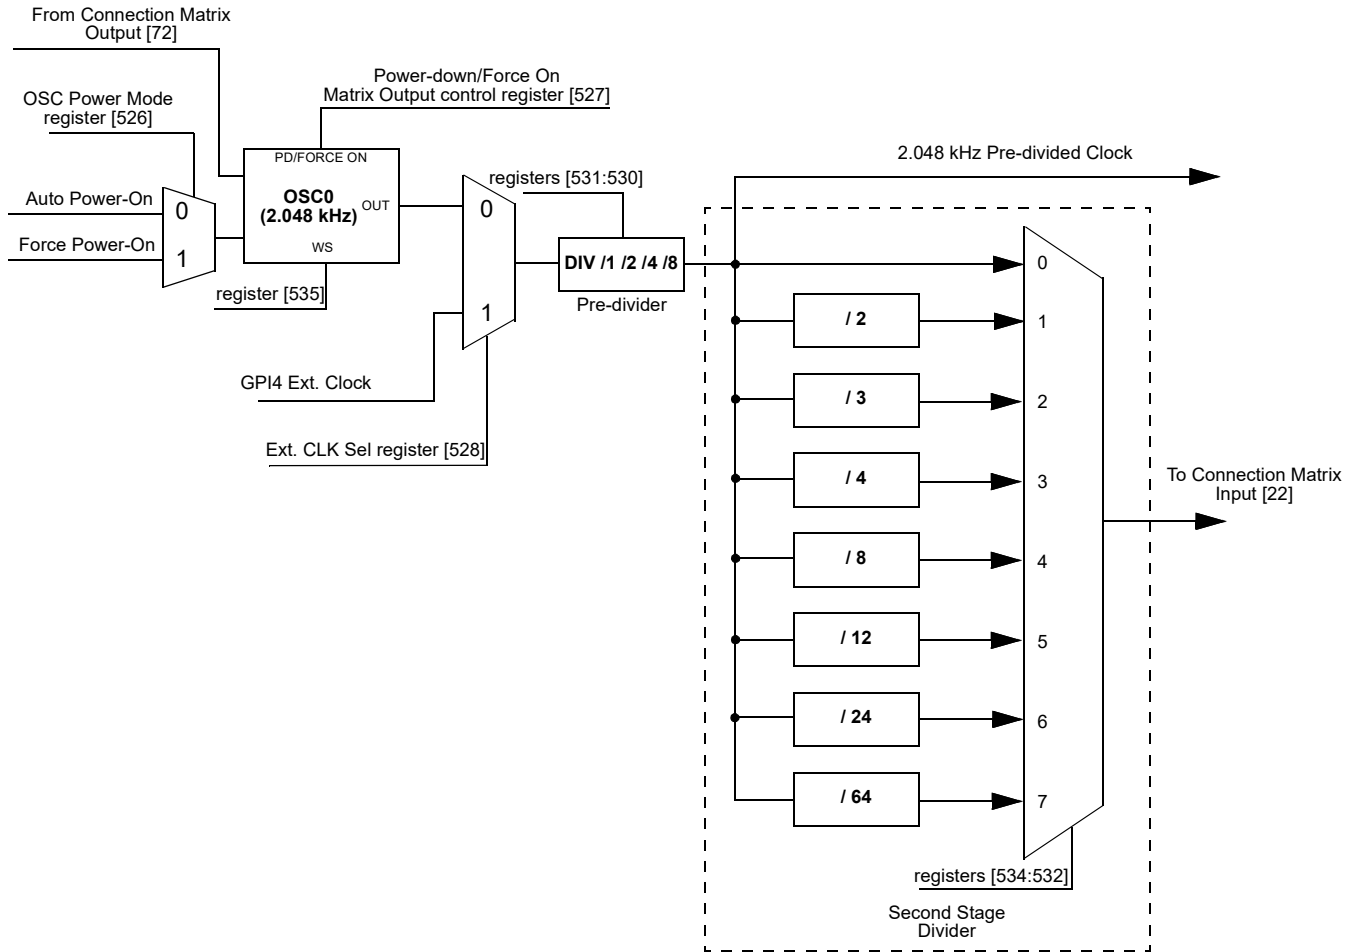 From Connection Matrix
Output [72]
Power-down/Force On
Matrix Output control register [527]
OSC Power Mode
register [526]
PD/FORCE ON
OSC0
(2.048 kHz)
OUT
WS
Auto Power-On
0
Force Power-On
1
register [535]
0
1
GPI4 Ext. Clock
Ext. CLK Sel register [528]
registers [531:530]
DIV /1 /2 /4 /8
Pre-divider
2.048 kHz Pre-divided Clock
0
/ 2
1
/ 3
2
/ 4
3
/ 8
4
/ 12
5
/ 24
6
/ 64
7
To Connection Matrix
Input [22]
registers [534:532]
Second Stage
Divider